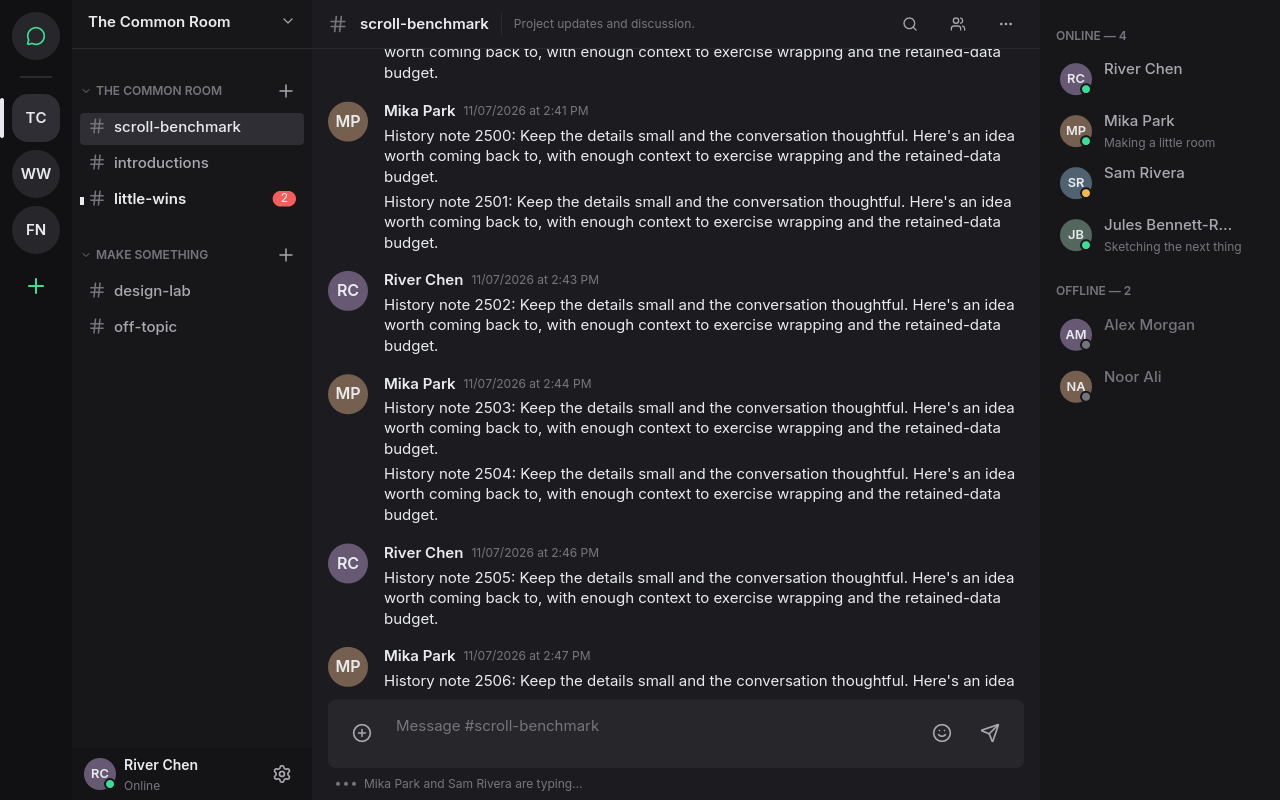 TC
WW
FN
The Common Room
THE COMMON ROOM
scroll-benchmark
introductions
little-wins
2
MAKE SOMETHING
design-lab
off-topic
RC
River Chen
Online
scroll-benchmark
Project updates and discussion.
worth coming back to, with enough context to exercise wrapping and the retained-data
budget.
MP
Mika Park 11/07/2026 at 2:41 PM
History note 2500: Keep the details small and the conversation thoughtful. Here's an idea
worth coming back to, with enough context to exercise wrapping and the retained-data
budget.
History note 2501: Keep the details small and the conversation thoughtful. Here's an idea
worth coming back to, with enough context to exercise wrapping and the retained-data
budget.
RC
River Chen 11/07/2026 at 2:43 PM
History note 2502: Keep the details small and the conversation thoughtful. Here's an idea
worth coming back to, with enough context to exercise wrapping and the retained-data
budget.
MP
Mika Park 11/07/2026 at 2:44 PM
History note 2503: Keep the details small and the conversation thoughtful. Here's an idea
worth coming back to, with enough context to exercise wrapping and the retained-data
budget.
History note 2504: Keep the details small and the conversation thoughtful. Here's an idea
worth coming back to, with enough context to exercise wrapping and the retained-data
budget.
RC
River Chen 11/07/2026 at 2:46 PM
History note 2505: Keep the details small and the conversation thoughtful. Here's an idea
worth coming back to, with enough context to exercise wrapping and the retained-data
budget.
MP
Mika Park 11/07/2026 at 2:47 PM
History note 2506: Keep the details small and the conversation thoughtful. Here's an idea
Message #scroll-benchmark
Mika Park and Sam Rivera are typing...
ONLINE — 4
RC
River Chen
MP
Mika Park
Making a little room
SR
Sam Rivera
JB
Jules Bennett-R...
Sketching the next thing
OFFLINE — 2
AM
Alex Morgan
NA
Noor Ali